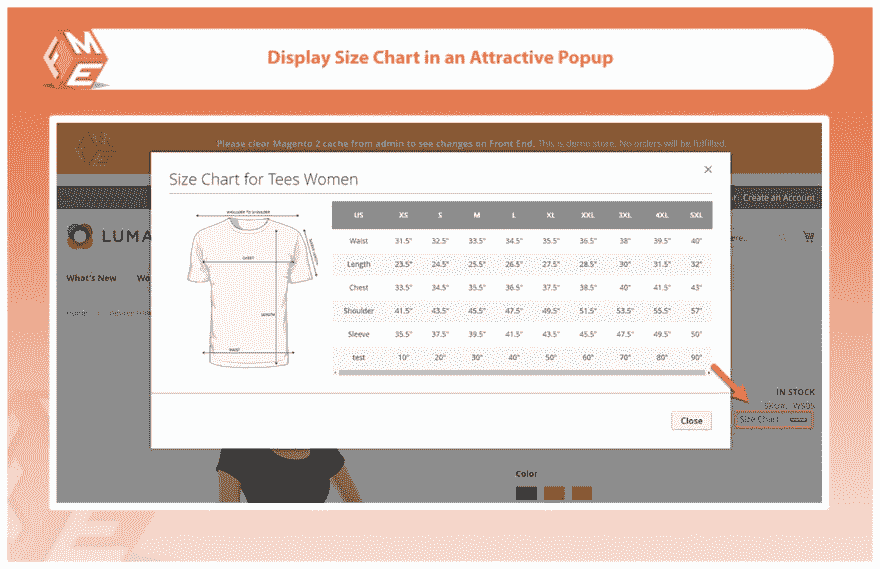 FME
Display Size Chart in an Attractive Popup
Please clear Magento 2 cache from admin to see changes on Front End. This is demo store. No orders will be fulfilled.
Create an Account
LUMA
What's New
Size Chart for Tees Women
×
SHOULDER TO SHOULDER
CHEST
LENGTH
WAIST
US XS S M L XL XXL 3XL 4XL 5XL
Waist 31.5" 32.5" 33.5" 34.5" 35.5" 36.5" 38" 39.5" 40"
Length 23.5" 24.5" 25.5" 26.5" 27.5" 28.5" 30" 31.5" 32"
Chest 33.5" 34.5" 35.5" 36.5" 37.5" 38.5" 40" 41.5" 43"
Shoulder 41.5" 43.5" 45.5" 47.5" 49.5" 51.5" 53.5" 55.5" 57"
Sleeve 35.5" 37.5" 39.5" 41.5" 43.5" 45.5" 47.5" 49.5" 50"
test 10" 20" 30" 40" 50" 60" 70" 80" 90"
Close
IN STOCK
SKU#: WS05
Size Chart
Color